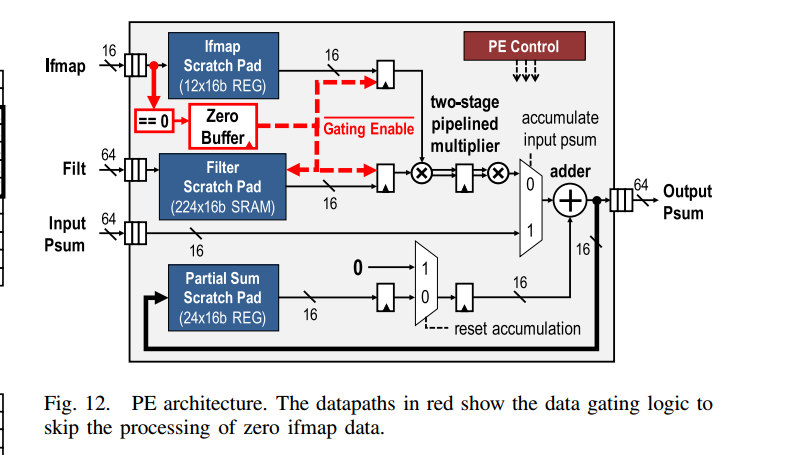 Ifmap
16
Ifmap
Scratch Pad
(12x16b REG)
16
PE Control
== 0
Zero
Buffer
Gating Enable
two-stage
pipelined
multiplier
accumulate
input psum
Filt
64
Filter
Scratch Pad
(224x16b SRAM)
16
0
1
adder
64
Output
Psum
Input
Psum
64
16
16
0
1
0
Partial Sum
Scratch Pad
(24x16b REG)
16
16
reset accumulation
Fig. 12. PE architecture. The datapaths in red show the data gating logic to
skip the processing of zero ifmap data.